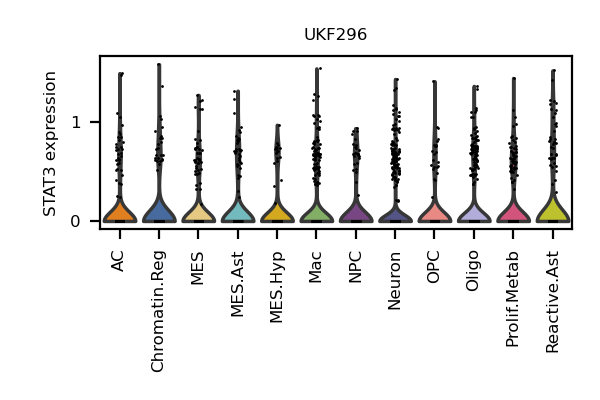 UKF296
STAT3 expression
1
0
AC
Chromatin.Reg
MES
MES.Ast
MES.Hyp
Mac
NPC
Neuron
OPC
Oligo
Prolif.Metab
Reactive.Ast